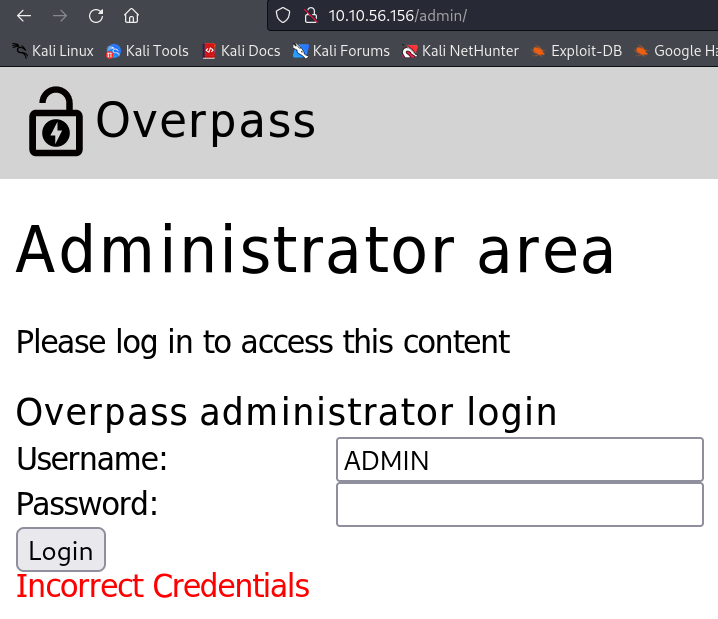 10.10.56.156/admin/
Kali Linux Kali Tools Kali Docs Kali Forums Kali NetHunter Exploit-DB Google
Overpass
Administrator area
Please log in to access this content
Overpass administrator login
Username: ADMIN
Password:
Login
Incorrect Credentials